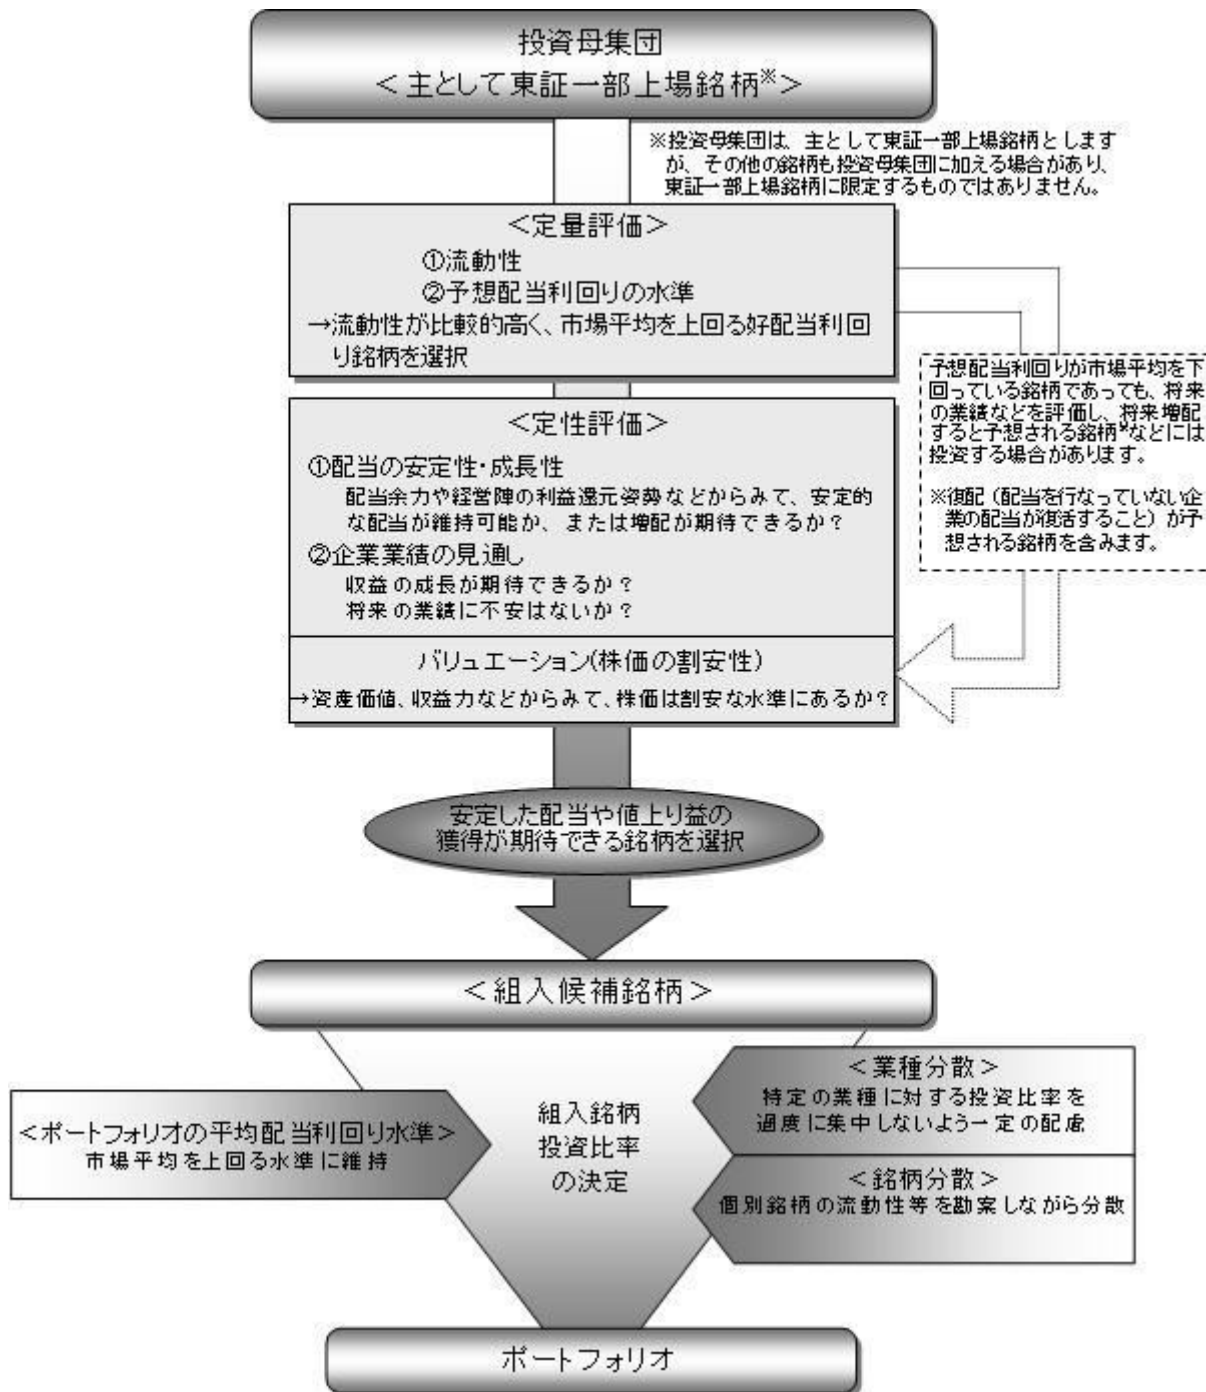 投資母集団
＜主として東証一部上場銘柄※＞
※投資母集団は、主として東証一部上場銘柄とします
が、その他の銘柄も投資母集団に加える場合があり、
東証一部上場銘柄に限定するものではありません。
＜定量評価＞
①流動性
②予想配当利回りの水準
→流動性が比較的高く、市場平均を上回る好配当利回
り銘柄を選択
予想配当利回りが市場平均を下
回っている銘柄であっても、将来
の業績などを評価し、将来増配
すると予想される銘柄※などには
投資する場合があります。
※復配（配当を行なっていない企
業の配当が復活すること）が予
想される銘柄を含みます。
＜定性評価＞
①配当の安定性・成長性
配当余力や経営陣の利益還元姿勢などからみて、安定的
な配当が維持可能か、または増配が期待できるか？
②企業業績の見通し
収益の成長が期待できるか？
将来の業績に不安はないか？
バリュエーション(株価の割安性)
→資産価値、収益力などからみて、株価は割安な水準にあるか？
安定した配当や値上り益の
獲得が期待できる銘柄を選択
＜組入候補銘柄＞
＜ポートフォリオの平均配当利回り水準＞
市場平均を上回る水準に維持
組入銘柄
投資比率
の決定
＜業種分散＞
特定の業種に対する投資比率を
過度に集中しないよう一定の配慮
＜銘柄分散＞
個別銘柄の流動性等を勘案しながら分散
ポートフォリオ